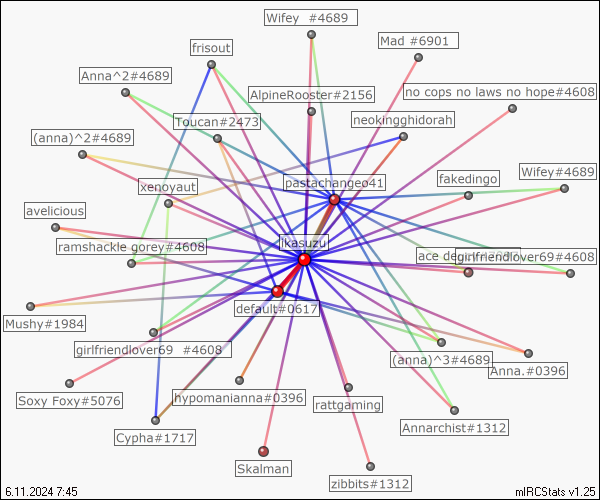 Wifey #4689
frisout
Mad #6901
Anna^2#4689
AlpineRooster#2156
no cops no laws no hope#4608
Toucan#2473
neokingghidorah
(anna)^2#4689
fakedingo
Wifey#4689
pastachange041
xenoyaut
avelicious
ikasuzu
ramshackle gorey#4608
ace de
girlfriendlover69#4608
default#0617
Mushy#1984
girlfriendlover69 #4608
(anna)^3#4689
Anna.#0396
Soxy Foxy#5076
hypomanianna#0396
rattgaming
Annarchist#1312
Cypha#1717
Skalman
zibbits#1312
6.11.2024 7:45
mIRCStats v1.25